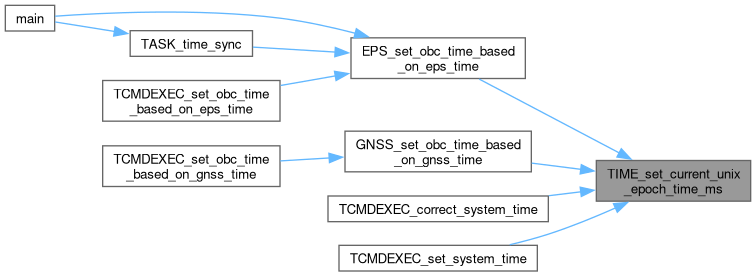 main
TASK_time_sync
EPS_set_obc_time_based
_on_eps_time
TCMDEXEC_set_obc_time
_based_on_eps_time
GNSS_set_obc_time_based
_on_gnss_time
TCMDEXEC_set_obc_time
_based_on_gnss_time
TIME_set_current_unix
_epoch_time_ms
TCMDEXEC_correct_system_time
TCMDEXEC_set_system_time